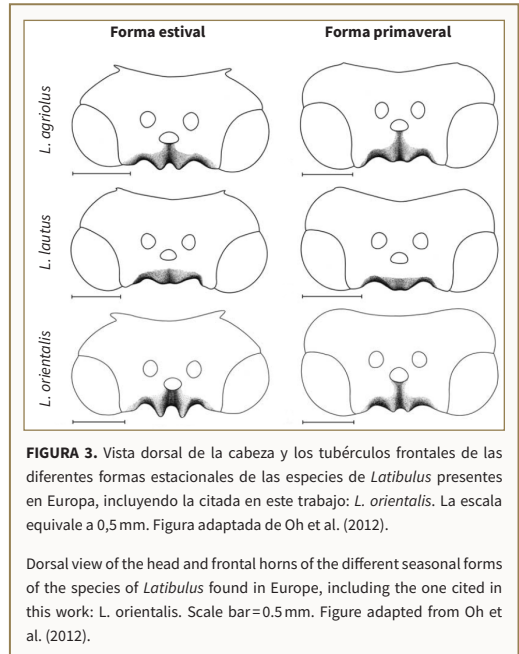 Forma estival Forma primaveral
L. agriolus
L. lautus
L. orientalis
FIGURA 3. Vista dorsal de la cabeza y los tubérculos frontales de las
diferentes formas estacionales de las especies de Latibulus presentes
en Europa, incluyendo la citada en este trabajo: L. orientalis. La escala
equivale a 0,5 mm. Figura adaptada de Oh et al. (2012).
Dorsal view of the head and frontal horns of the different seasonal forms
of the species of Latibulus found in Europe, including the one cited in
this work: L. orientalis. Scale bar=0.5 mm. Figure adapted from Oh et
al. (2012).